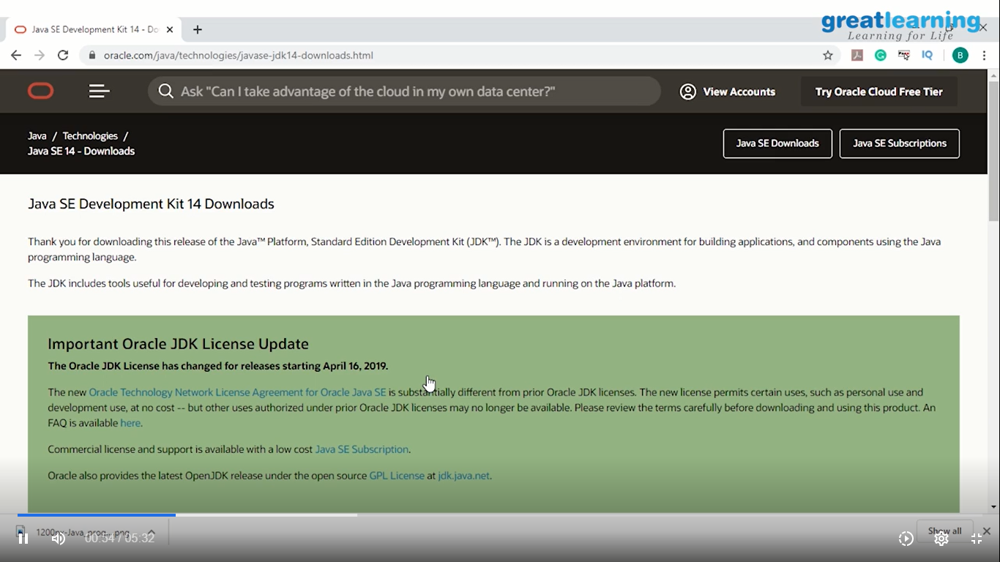 greatlearning
Learning for Life
Java SE Development Kit 14 - Do
oracle.com/java/technologies/javase-jdk14-downloads.html
IQ
B
Ask "Can I take advantage of the cloud in my own data center?"
View Accounts
Try Oracle Cloud Free Tier
Java / Technologies /
Java SE 14 - Downloads
Java SE Downloads
Java SE Subscriptions
Java SE Development Kit 14 Downloads
Thank you for downloading this release of the Java™ Platform, Standard Edition Development Kit (JDK™). The JDK is a development environment for building applications, and components using the Java
programming language.
The JDK includes tools useful for developing and testing programs written in the Java programming language and running on the Java platform.
Important Oracle JDK License Update
The Oracle JDK License has changed for releases starting April 16, 2019.
The new Oracle Technology Network License Agreement for Oracle Java SE is substantially different from prior Oracle JDK licenses. The new license permits certain uses, such as personal use and
development use, at no cost -- but other uses authorized under prior Oracle JDK licenses may no longer be available. Please review the terms carefully before downloading and using this product. An
FAQ is available here.
Commercial license and support is available with a low cost Java SE Subscription.
Oracle also provides the latest OpenJDK release under the open source GPL License at jdk.java.net.
1200px-Java_prog....png
Show all
00:54 / 05:32